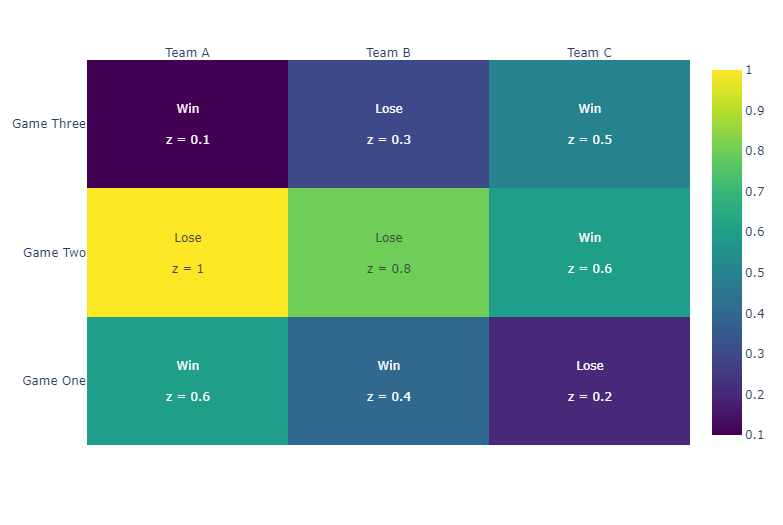 Team A
Team B
Team C
Game Three
Win
z = 0.1
Lose
z = 0.3
Win
z = 0.5
Game Two
Lose
z = 1
Lose
z = 0.8
Win
z = 0.6
Game One
Win
z = 0.6
Win
z = 0.4
Lose
z = 0.2
1
0.9
0.8
0.7
0.6
0.5
0.4
0.3
0.2
0.1